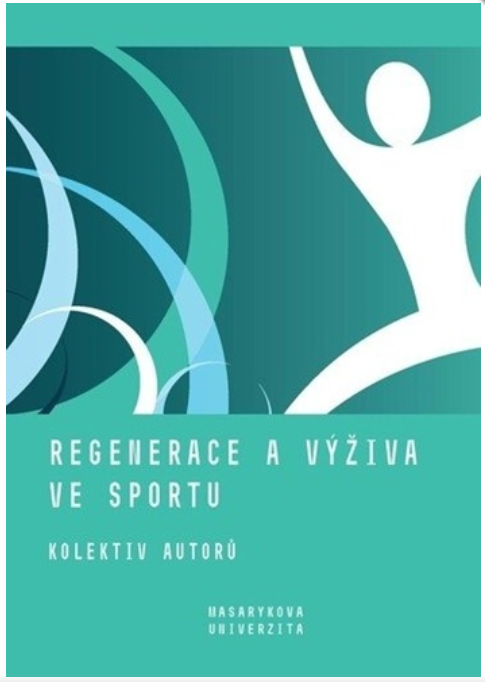 REGENERACE A VÝŽIVA
VE SPORTU
KOLEKTIV AUTORŮ
MASARYKOVA
UNIVERZITA